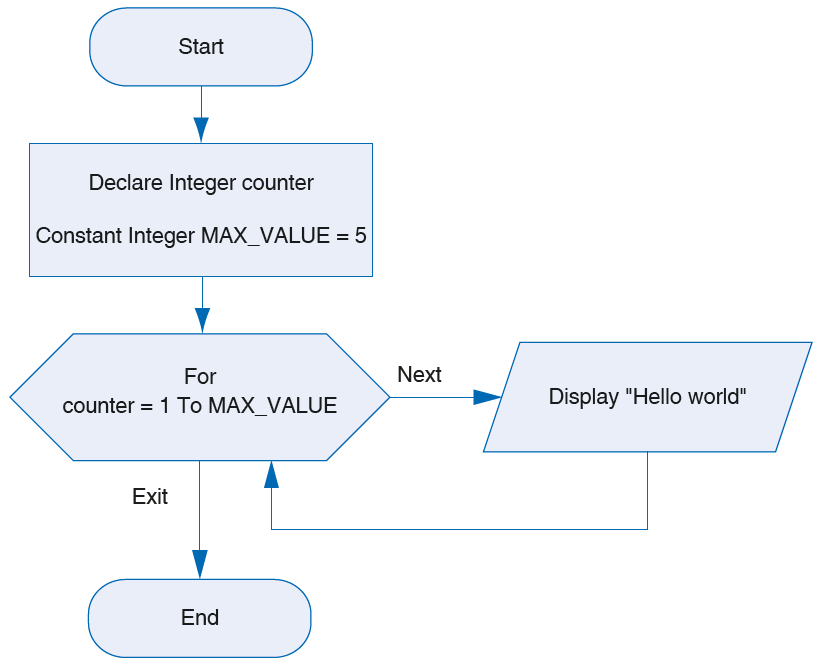 Start
Declare Integer counter
Constant Integer MAX_VALUE = 5
For
counter = 1 To MAX_VALUE
Next
Display "Hello world"
Exit
End